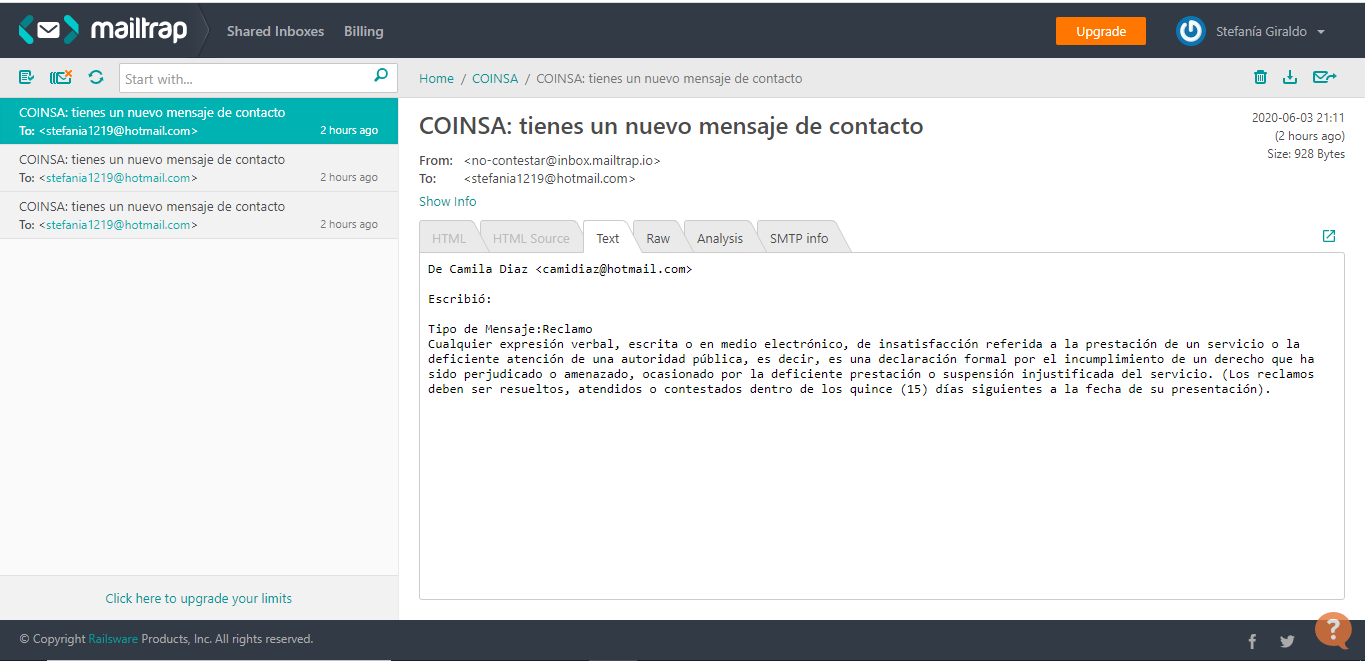 mailtrap
Shared Inboxes
Billing
Upgrade
Stefanía Giraldo
Start with...
Home / COINSA / COINSA: tienes un nuevo mensaje de contacto
COINSA: tienes un nuevo mensaje de contacto
To: <stefania1219@hotmail.com>
2 hours ago
COINSA: tienes un nuevo mensaje de contacto
To: <stefania1219@hotmail.com>
2 hours ago
COINSA: tienes un nuevo mensaje de contacto
To: <stefania1219@hotmail.com>
2 hours ago
Click here to upgrade your limits
COINSA: tienes un nuevo mensaje de contacto
2020-06-03 21:11
(2 hours ago)
Size: 928 Bytes
From: <no-contestar@inbox.mailtrap.io>
To: <stefania1219@hotmail.com>
Show Info
HTML
HTML Source
Text
Raw
Analysis
SMTP info
De Camila Diaz <camidiaz@hotmail.com>
Escribió:
Tipo de Mensaje:Reclamo
Cualquier expresión verbal, escrita o en medio electrónico, de insatisfacción referida a la prestación de un servicio o la
deficiente atención de una autoridad pública, es decir, es una declaración formal por el incumplimiento de un derecho que ha
sido perjudicado o amenazado, ocasionado por la deficiente prestación o suspensión injustificada del servicio. (Los reclamos
deben ser resueltos, atendidos o contestados dentro de los quince (15) días siguientes a la fecha de su presentación).
© Copyright Railsware Products, Inc. All rights reserved.
?